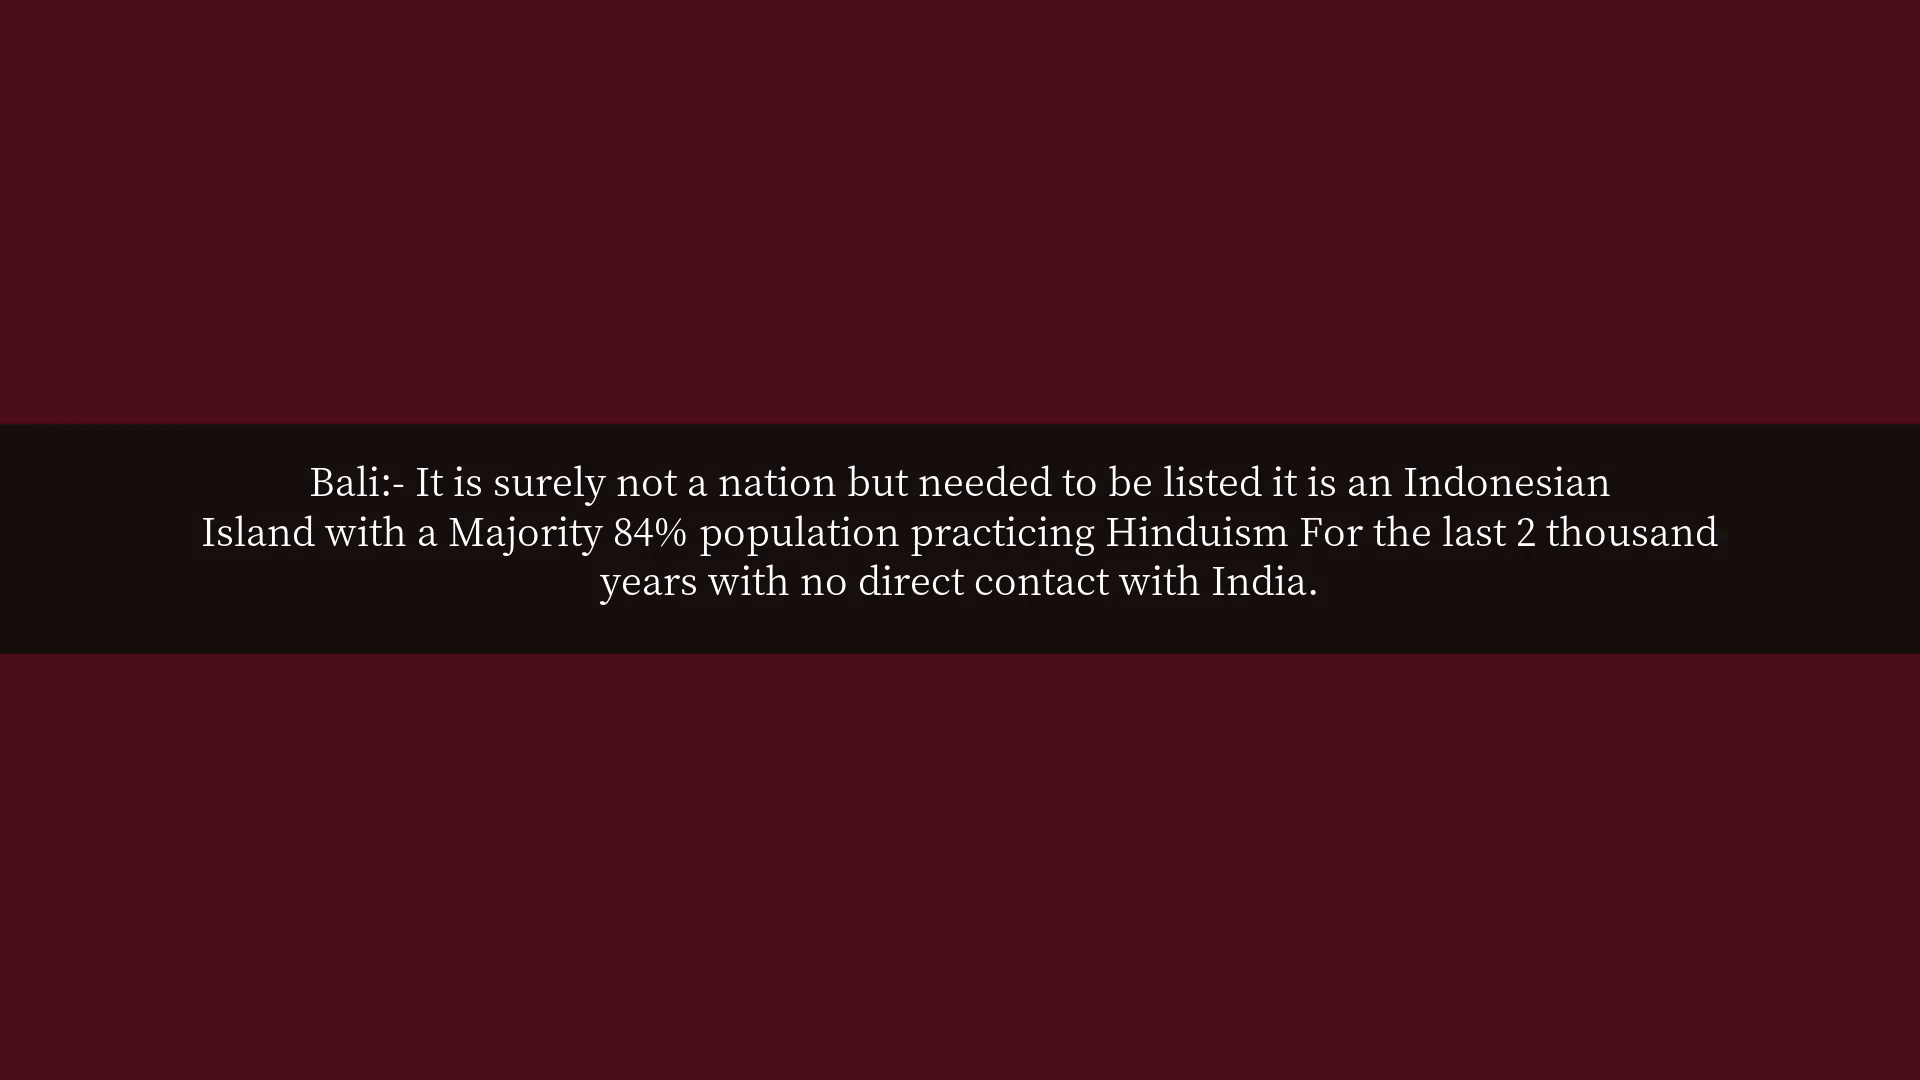 Bali:- It is surely not a nation but needed to be listed it is an Indonesian
Island with a Majority 84% population practicing Hinduism For the last 2 thousand
years with no direct contact with India.